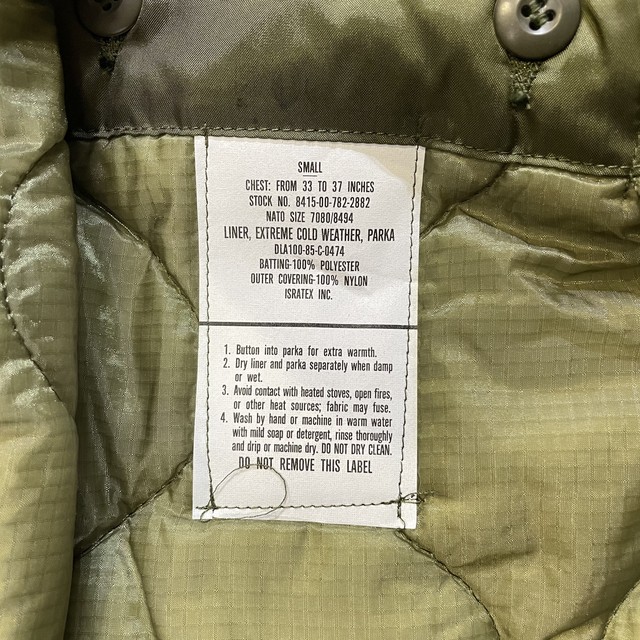 SMALL
CHEST: FROM 33 TO 37 INCHES
STOCK NO. 8415-00-782-2882
NATO SIZE 7080/8494
LINER, EXTREME COLD WEATHER, PARKA
DLA100-85-C-0474
BATTING-100% POLYESTER
OUTER COVERING-100% NYLON
ISRATEX INC.
1. Button into parka for extra warmth.
2. Dry liner and parka separately when damp
or wet.
3. Avoid contact with heated stoves, open fires,
or other heat sources; fabric may fuse.
4. Wash by hand or machine in warm water
with mild soap or detergent, rinse thoroughly
and drip or machine dry. DO NOT DRY CLEAN.
DO NOT REMOVE THIS LABEL